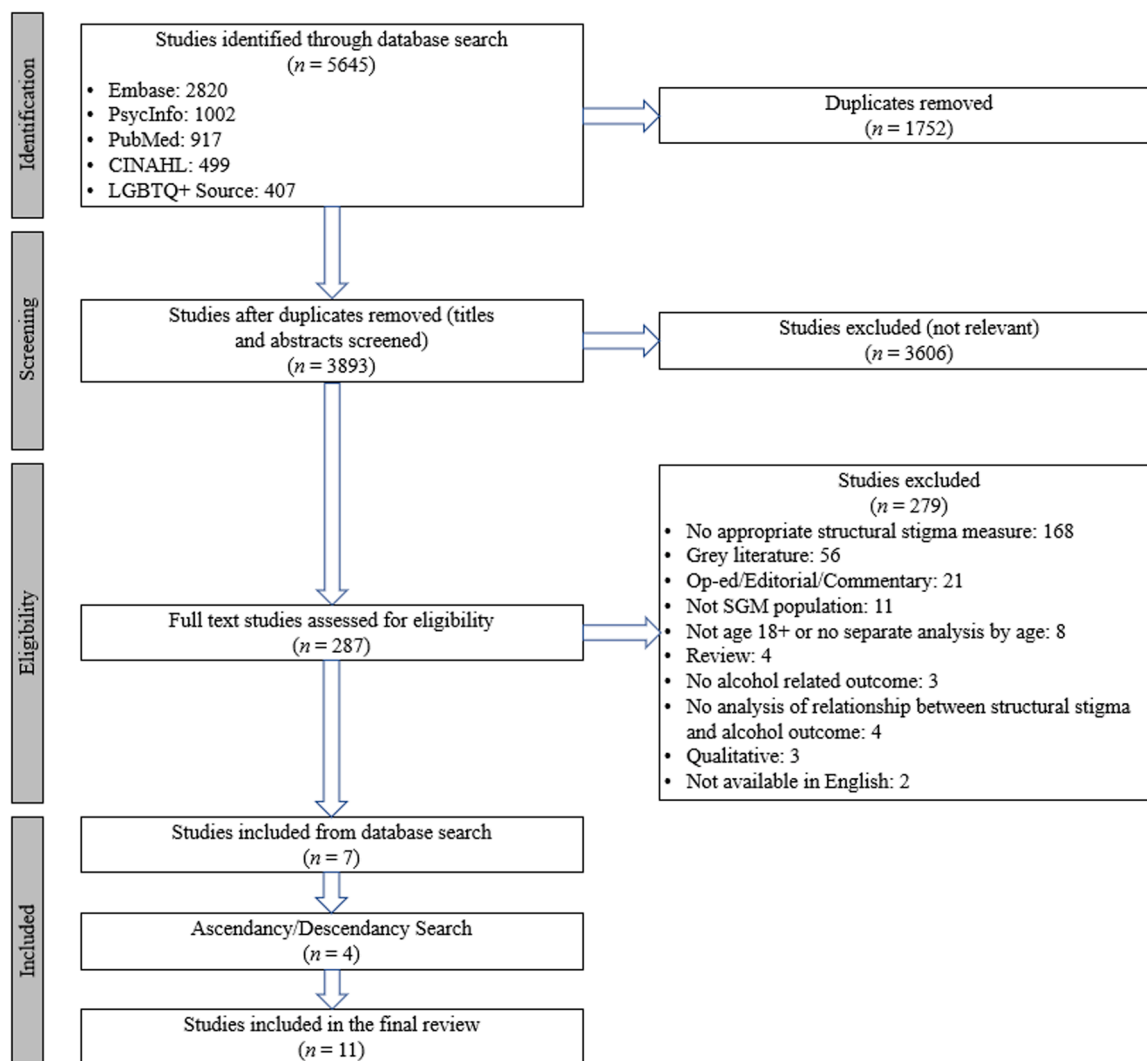 Identification
Studies identified through database search
(n = 5645)
• Embase: 2820
• PsycInfo: 1002
• PubMed: 917
• CINAHL: 499
• LGBTQ+ Source: 407
Duplicates removed
(n = 1752)
Screening
Studies after duplicates removed (titles
and abstracts screened)
(n = 3893)
Studies excluded (not relevant)
(n = 3606)
Eligibility
Full text studies assessed for eligibility
(n = 287)
Studies excluded
(n = 279)
• No appropriate structural stigma measure: 168
• Grey literature: 56
• Op-ed/Editorial/Commentary: 21
• Not SGM population: 11
• Not age 18+ or no separate analysis by age: 8
• Review: 4
• No alcohol related outcome: 3
• No analysis of relationship between structural stigma
and alcohol outcome: 4
• Qualitative: 3
• Not available in English: 2
Included
Studies included from database search
(n = 7)
Ascendancy/Descendancy Search
(n = 4)
Studies included in the final review
(n = 11)